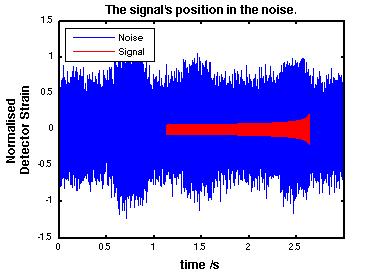 The signal's position in the noise.
Noise
Signal
Normalised
Detector Strain
1.5
1
0.5
0
-0.5
-1
-1.5
0
0.5
1
1.5
2
2.5
time /s